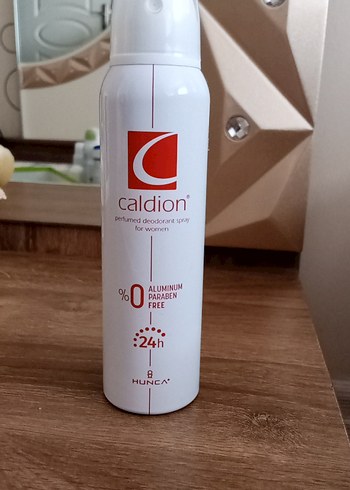 caldion®
perfumed deodorant spray
for women
%0 ALUMINUM
PARABEN
FREE
24h
HUNCA